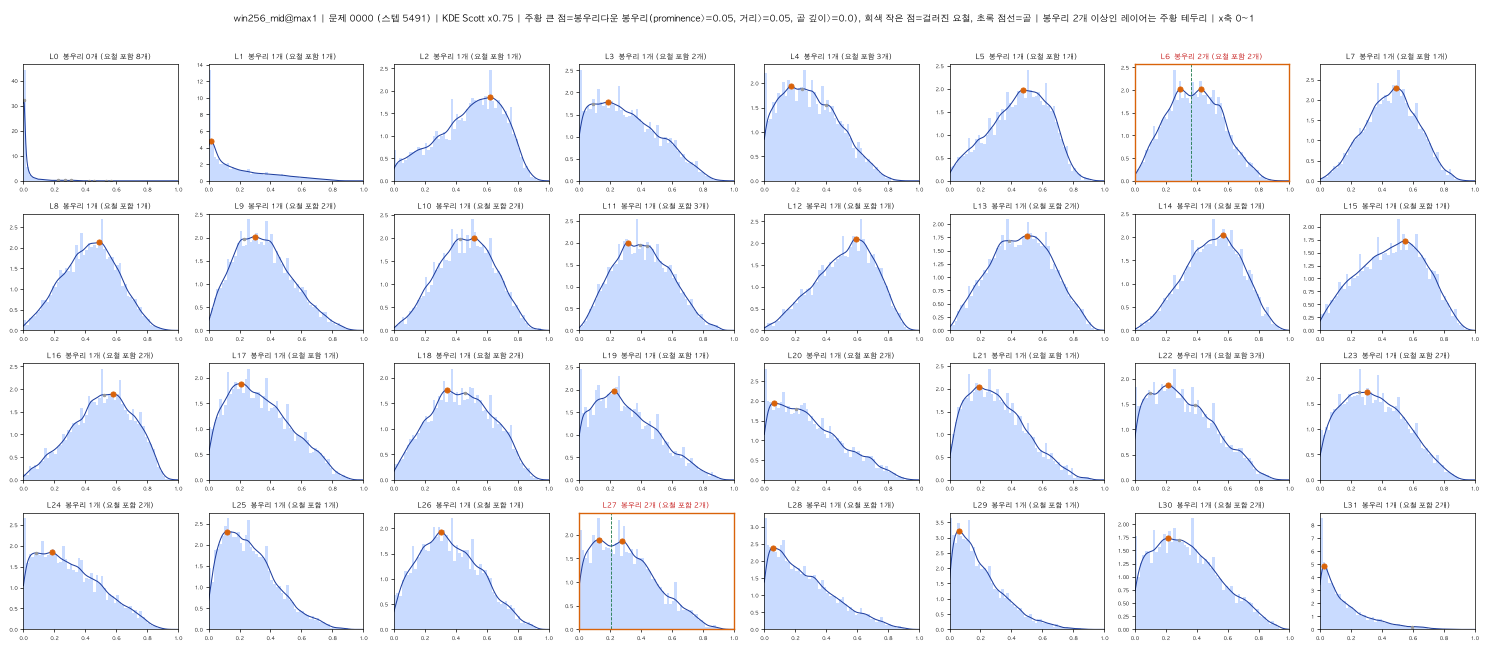 win256_mid@max1 | 문제 0000 (스텝 5491) | KDE Scott x0.75 | 주황 큰 점=봉우리다운 봉우리(prominence>=0.05, 거리>=0.05, 골 깊이>=0.0), 회색 작은 점=걸러진 요철, 초록 점선=골 | 봉우리 2개 이상인 레이어는 주황 테두리 | x축 0~1
L0 봉우리 0개 (요철 포함 8개)
L1 봉우리 1개 (요철 포함 1개)
L2 봉우리 1개 (요철 포함 1개)
L3 봉우리 1개 (요철 포함 2개)
L4 봉우리 1개 (요철 포함 3개)
L5 봉우리 1개 (요철 포함 1개)
L6 봉우리 2개 (요철 포함 2개)
L7 봉우리 1개 (요철 포함 1개)
L8 봉우리 1개 (요철 포함 1개)
L9 봉우리 1개 (요철 포함 2개)
L10 봉우리 1개 (요철 포함 2개)
L11 봉우리 1개 (요철 포함 3개)
L12 봉우리 1개 (요철 포함 1개)
L13 봉우리 1개 (요철 포함 2개)
L14 봉우리 1개 (요철 포함 1개)
L15 봉우리 1개 (요철 포함 1개)
L16 봉우리 1개 (요철 포함 2개)
L17 봉우리 1개 (요철 포함 1개)
L18 봉우리 1개 (요철 포함 2개)
L19 봉우리 1개 (요철 포함 1개)
L20 봉우리 1개 (요철 포함 2개)
L21 봉우리 1개 (요철 포함 1개)
L22 봉우리 1개 (요철 포함 3개)
L23 봉우리 1개 (요철 포함 2개)
L24 봉우리 1개 (요철 포함 2개)
L25 봉우리 1개 (요철 포함 1개)
L26 봉우리 1개 (요철 포함 1개)
L27 봉우리 2개 (요철 포함 2개)
L28 봉우리 1개 (요철 포함 1개)
L29 봉우리 1개 (요철 포함 1개)
L30 봉우리 1개 (요철 포함 2개)
L31 봉우리 1개 (요철 포함 1개)